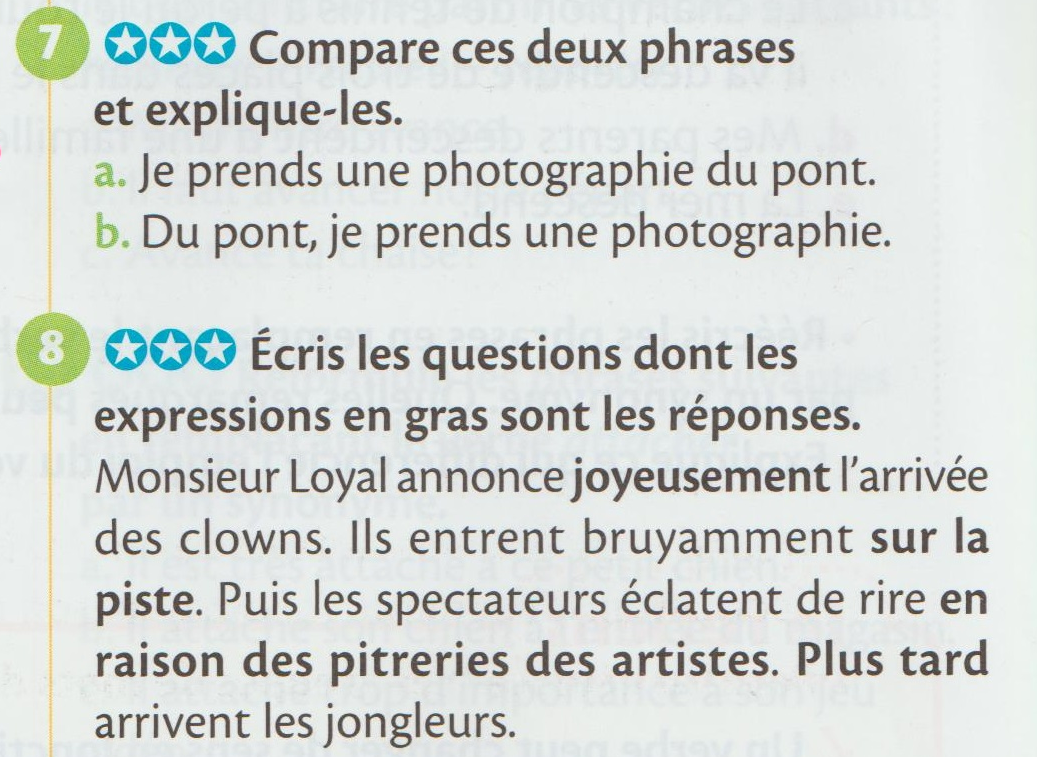 7 Compare ces deux phrases
et explique-les.
a. Je prends une photographie du pont.
b. Du pont, je prends une photographie.
8 Écris les questions dont les
expressions en gras sont les réponses.
Monsieur Loyal annonce joyeusement l'arrivée
des clowns. Ils entrent bruyamment sur la
piste. Puis les spectateurs éclatent de rire en
raison des pitreries des artistes. Plus tard
arrivent les jongleurs.